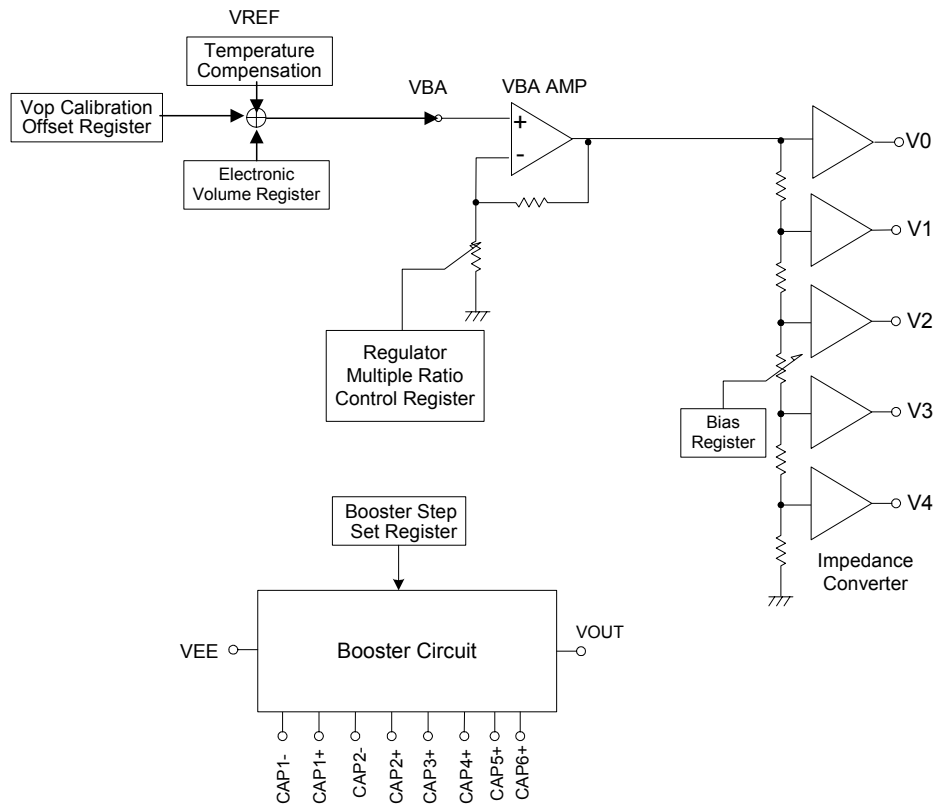 VREF
Temperature
Compensation
VBA
VBA AMP
Vop Calibration
Offset Register
+
-
V0
Electronic
Volume Register
V1
V2
Regulator
Multiple Ratio
Control Register
Bias
Register
V3
V4
Booster Step
Set Register
Impedance
Converter
VEE
Booster Circuit
VOUT
CAP1-
CAP1+
CAP2-
CAP2+
CAP3+
CAP4+
CAP5+
CAP6+